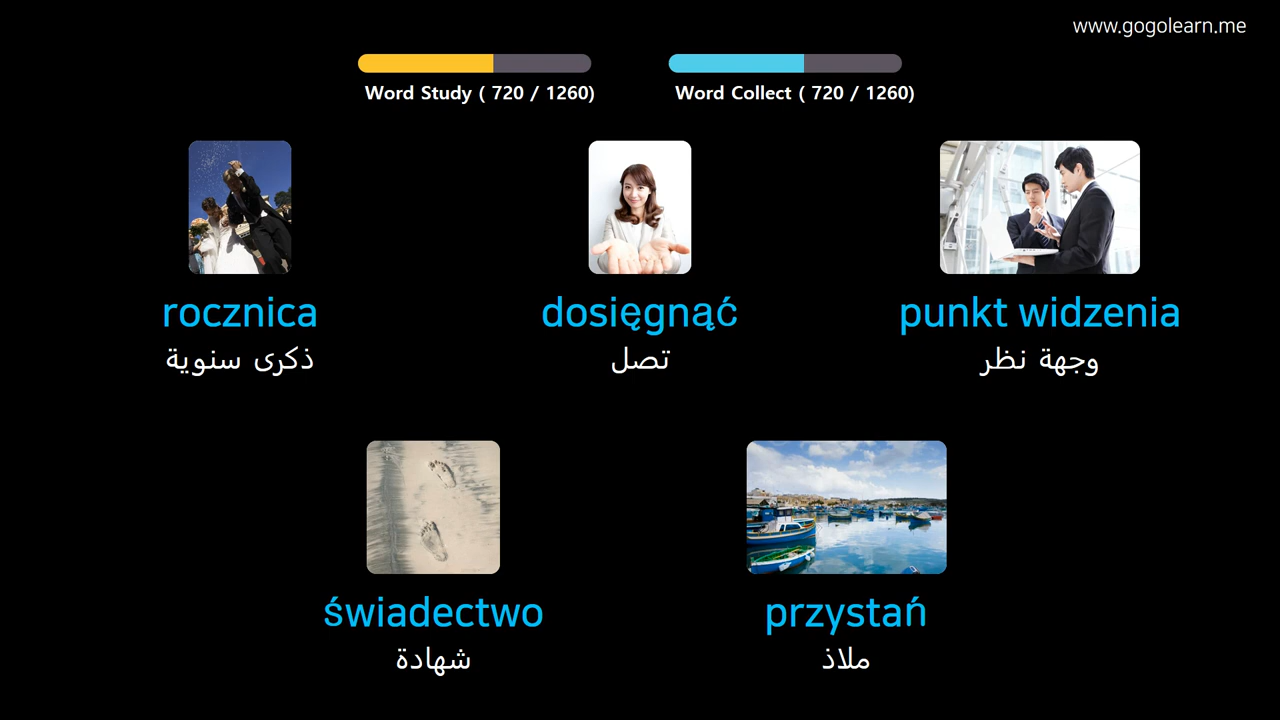 www.gogolearn.me
Word Study ( 720 / 1260)
Word Collect ( 720 / 1260)
rocznica
ذكرى سنوية
dosięgnąć
تصل
punkt widzenia
وجهة نظر
świadectwo
شهادة
przystań
ملاذ